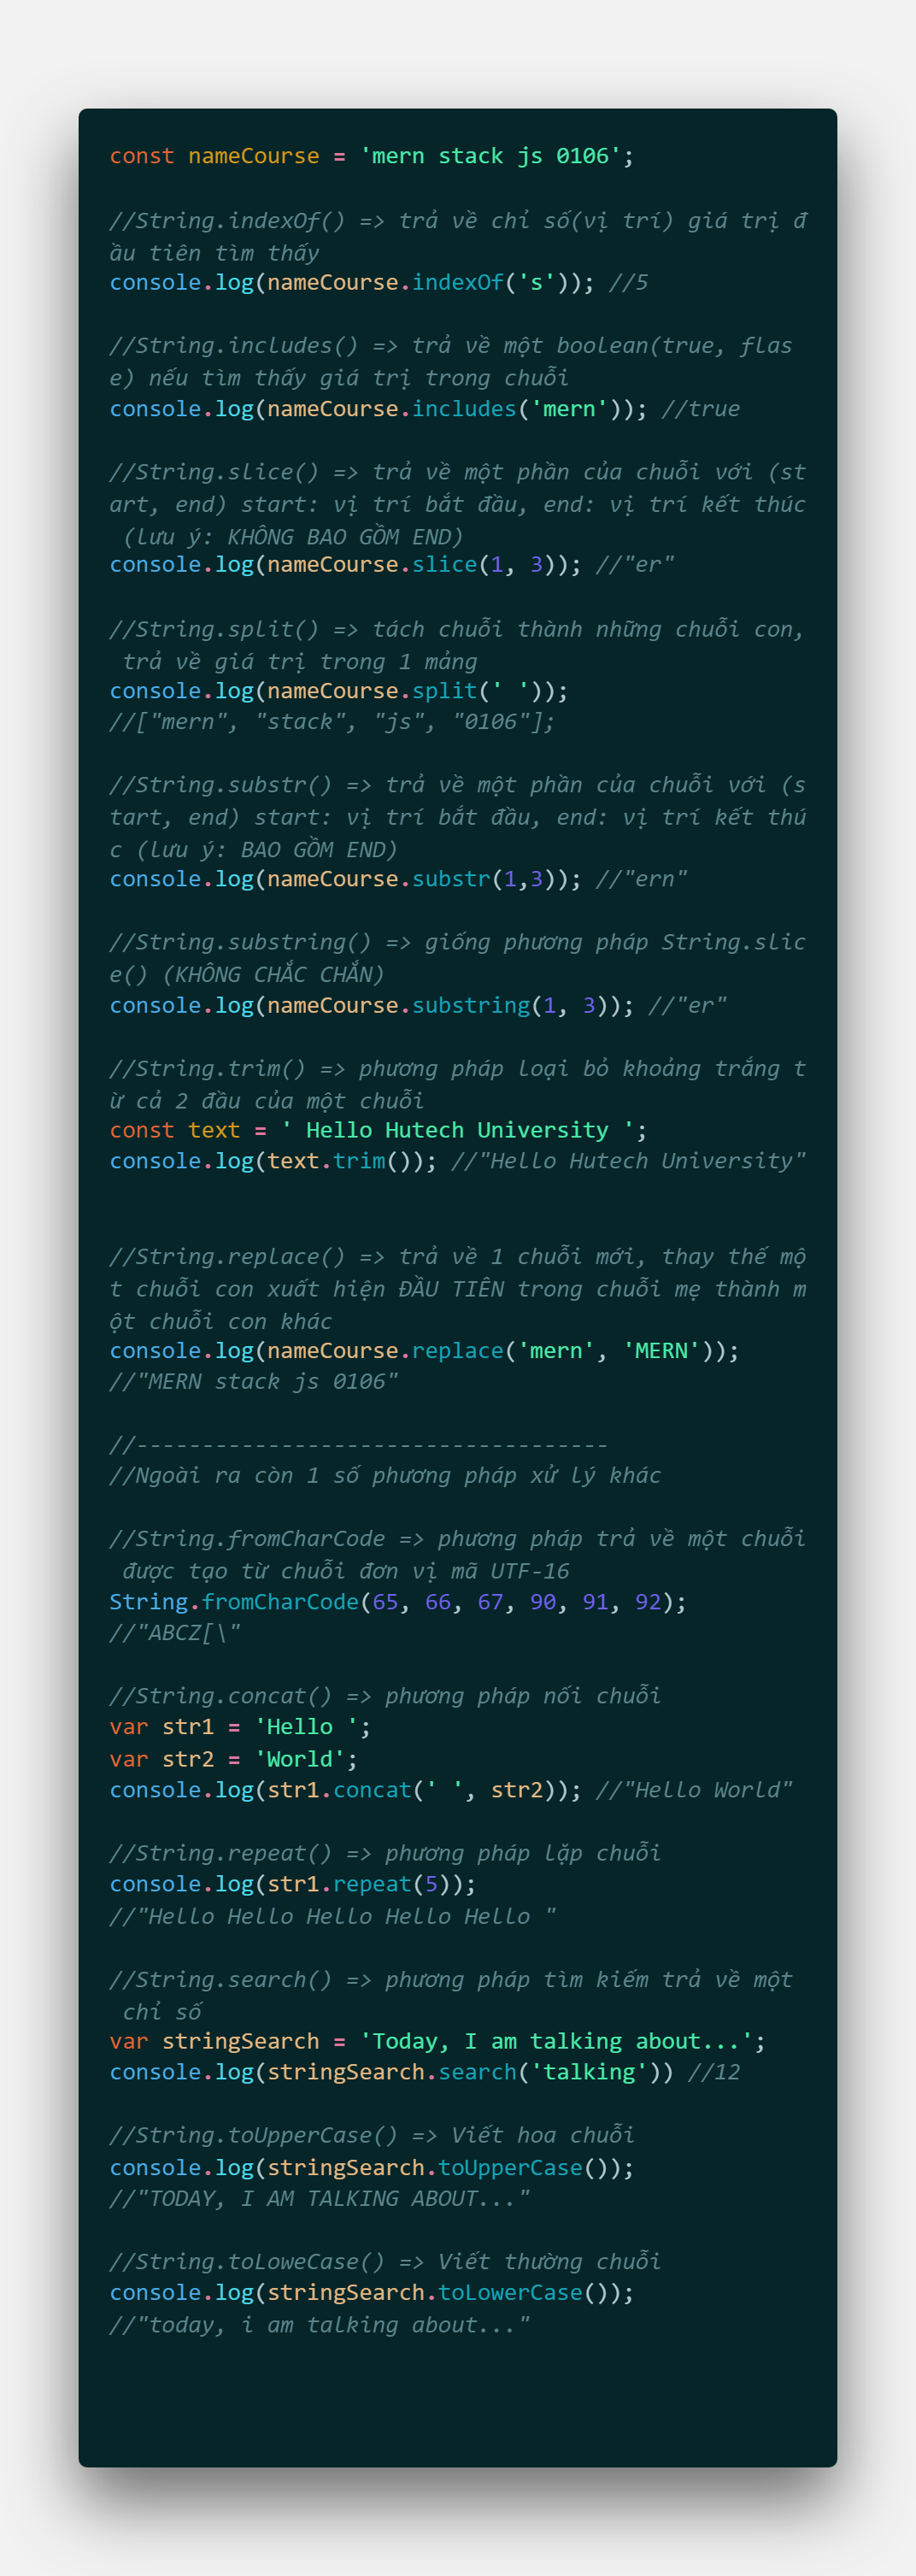 const nameCourse = 'mern stack js 0106';
//String.indexOf() => trả về chỉ số(vị trí) giá trị đ
ầu tiên tìm thấy
console.log(nameCourse.indexOf('s')); //5
//String.includes() => trả về một boolean(true, flas
e) nếu tìm thấy giá trị trong chuỗi
console.log(nameCourse.includes('mern')); //true
//String.slice() => trả về một phần của chuỗi với (st
art, end) start: vị trí bắt đầu, end: vị trí kết thúc
 (lưu ý: KHÔNG BAO GỒM END)
console.log(nameCourse.slice(1, 3)); //"er"
//String.split() => tách chuỗi thành những chuỗi con,
 trả về giá trị trong 1 mảng
console.log(nameCourse.split(' '));
//["mern", "stack", "js", "0106"];
//String.substr() => trả về một phần của chuỗi với (s
tart, end) start: vị trí bắt đầu, end: vị trí kết thú
c (lưu ý: BAO GỒM END)
console.log(nameCourse.substr(1,3)); //"ern"
//String.substring() => giống phương pháp String.slic
e() (KHÔNG CHẮC CHẮN)
console.log(nameCourse.substring(1, 3)); //"er"
//String.trim() => phương pháp loại bỏ khoảng trắng t
ừ cả 2 đầu của một chuỗi
const text = ' Hello Hutech University ';
console.log(text.trim()); //"Hello Hutech University"
//String.replace() => trả về 1 chuỗi mới, thay thế mộ
t chuỗi con xuất hiện ĐẦU TIÊN trong chuỗi mẹ thành m
ột chuỗi con khác
console.log(nameCourse.replace('mern', 'MERN'));
//"MERN stack js 0106"
//------------------------------------
//Ngoài ra còn 1 số phương pháp xử lý khác
//String.fromCharCode => phương pháp trả về một chuỗi
 được tạo từ chuỗi đơn vị mã UTF-16
String.fromCharCode(65, 66, 67, 90, 91, 92);
//"ABCZ[\"
//String.concat() => phương pháp nối chuỗi
var str1 = 'Hello ';
var str2 = 'World';
console.log(str1.concat(' ', str2)); //"Hello World"
//String.repeat() => phương pháp lặp chuỗi
console.log(str1.repeat(5));
//"Hello Hello Hello Hello Hello "
//String.search() => phương pháp tìm kiếm trả về một
 chỉ số
var stringSearch = 'Today, I am talking about...';
console.log(stringSearch.search('talking')) //12
//String.toUpperCase() => Viết hoa chuỗi
console.log(stringSearch.toUpperCase());
//"TODAY, I AM TALKING ABOUT..."
//String.toLoweCase() => Viết thường chuỗi
console.log(stringSearch.toLowerCase());
//"today, i am talking about..."